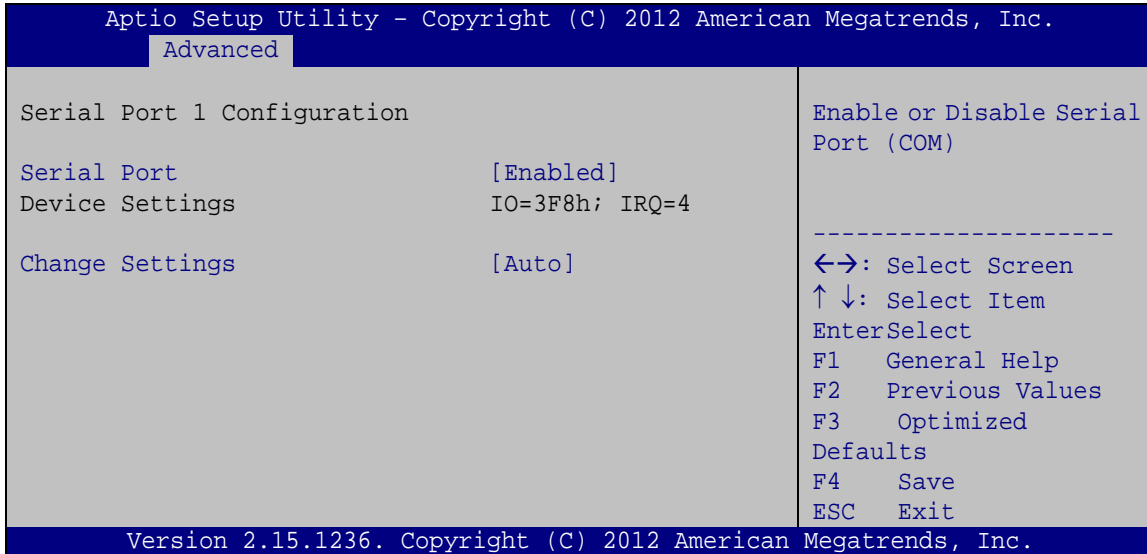 Aptio Setup Utility – Copyright (C) 2012 American Megatrends, Inc.
Advanced
Serial Port 1 Configuration
Serial Port [Enabled]
Device Settings IO=3F8h; IRQ=4
Change Settings [Auto]
Enable or Disable Serial
Port (COM)
---------------------
←→: Select Screen
↑ ↓: Select Item
EnterSelect
F1 General Help
F2 Previous Values
F3 Optimized
Defaults
F4 Save
ESC Exit
Version 2.15.1236. Copyright (C) 2012 American Megatrends, Inc.